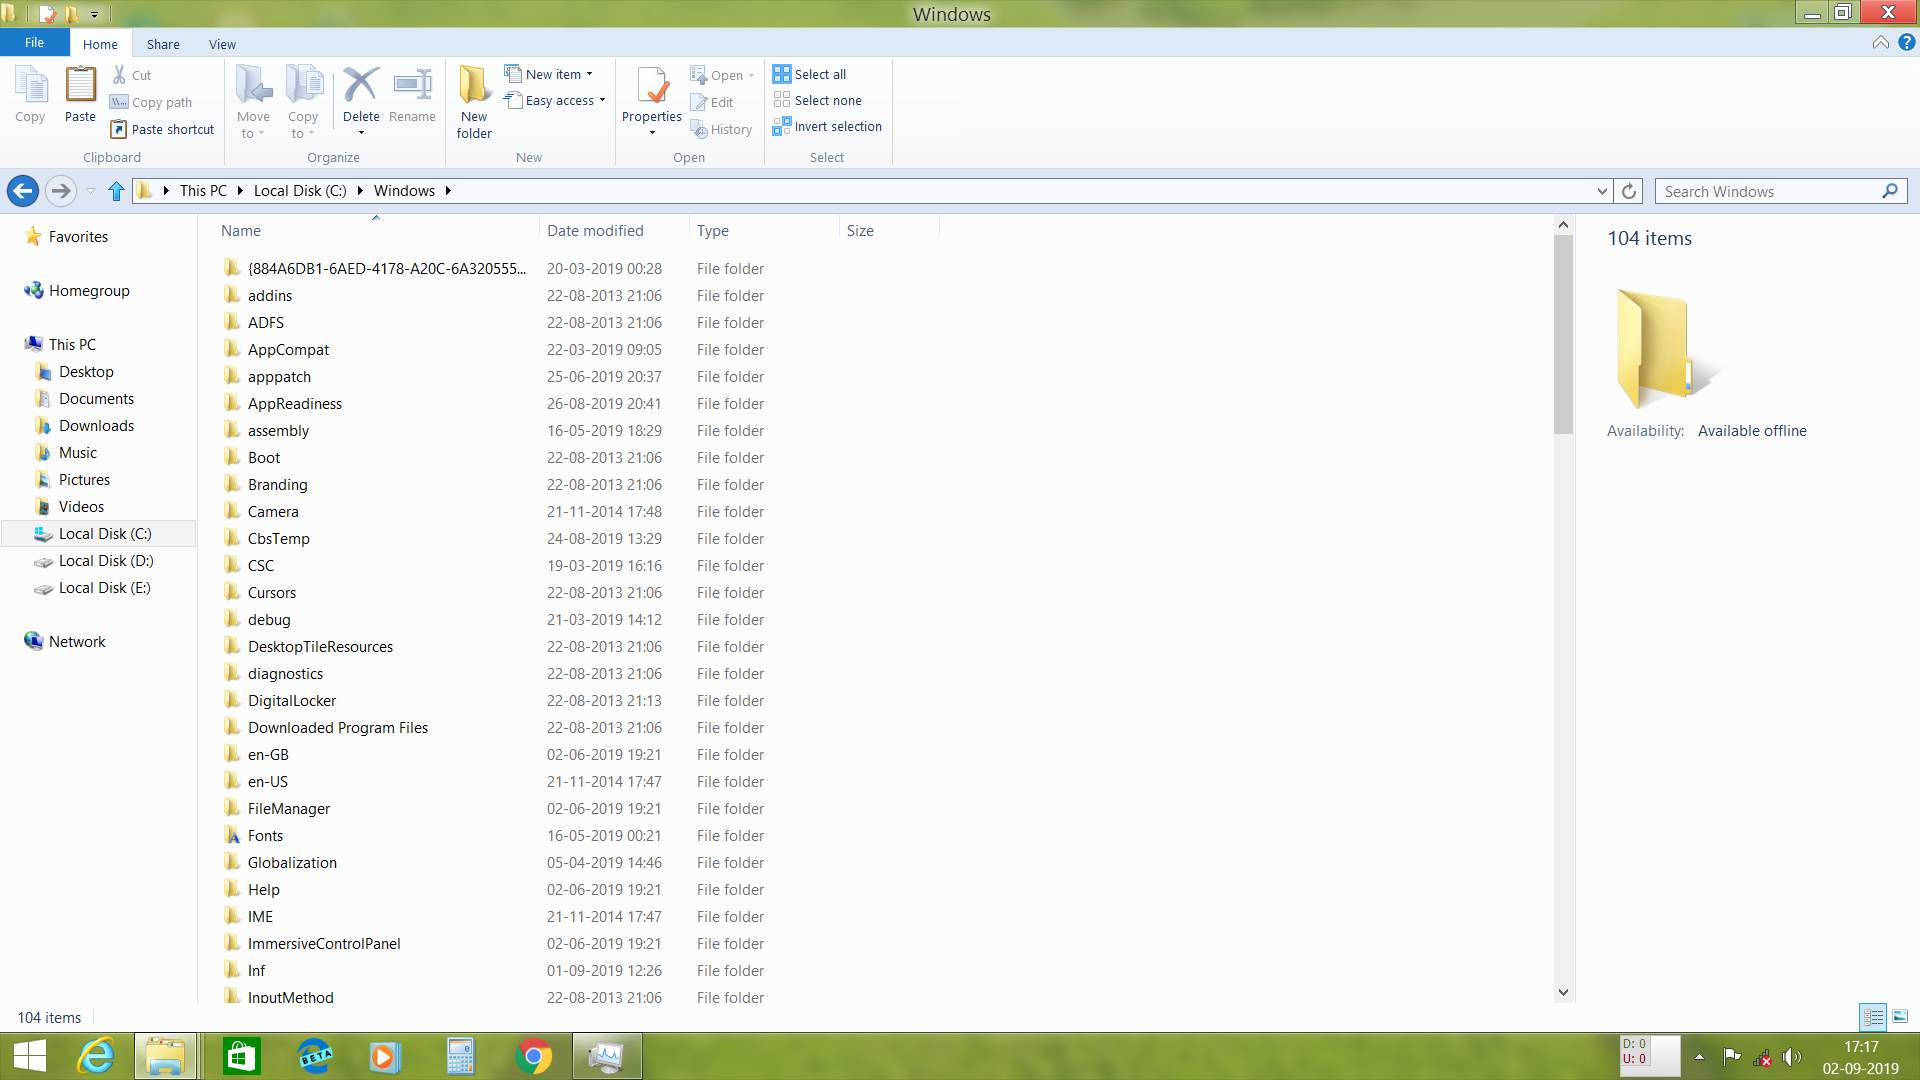 Windows
File Home Share View
Copy
Paste
Cut
Copy path
Paste shortcut
Clipboard
Move to
Copy to
Delete
Rename
Organize
New folder
New item
Easy access
New
Properties
Open
Edit
History
Open
Select all
Select none
Invert selection
Select
This PC Local Disk (C:) Windows
Search Windows
Favorites
Homegroup
This PC
Desktop
Documents
Downloads
Music
Pictures
Videos
Local Disk (C:)
Local Disk (D:)
Local Disk (E:)
Network
Name Date modified Type Size
{884A6DB1-6AED-4178-A20C-6A320555... 20-03-2019 00:28 File folder
addins 22-08-2013 21:06 File folder
ADFS 22-08-2013 21:06 File folder
AppCompat 22-03-2019 09:05 File folder
apppatch 25-06-2019 20:37 File folder
AppReadiness 26-08-2019 20:41 File folder
assembly 16-05-2019 18:29 File folder
Boot 22-08-2013 21:06 File folder
Branding 22-08-2013 21:06 File folder
Camera 21-11-2014 17:48 File folder
CbsTemp 24-08-2019 13:29 File folder
CSC 19-03-2019 16:16 File folder
Cursors 22-08-2013 21:06 File folder
debug 21-03-2019 14:12 File folder
DesktopTileResources 22-08-2013 21:06 File folder
diagnostics 22-08-2013 21:06 File folder
DigitalLocker 22-08-2013 21:13 File folder
Downloaded Program Files 22-08-2013 21:06 File folder
en-GB 02-06-2019 19:21 File folder
en-US 21-11-2014 17:47 File folder
FileManager 02-06-2019 19:21 File folder
Fonts 16-05-2019 00:21 File folder
Globalization 05-04-2019 14:46 File folder
Help 02-06-2019 19:21 File folder
IME 21-11-2014 17:47 File folder
ImmersiveControlPanel 02-06-2019 19:21 File folder
Inf 01-09-2019 12:26 File folder
InputMethod 22-08-2013 21:06 File folder
104 items
Availability: Available offline
104 items
BETA
D: 0
U: 0
17:17
02-09-2019